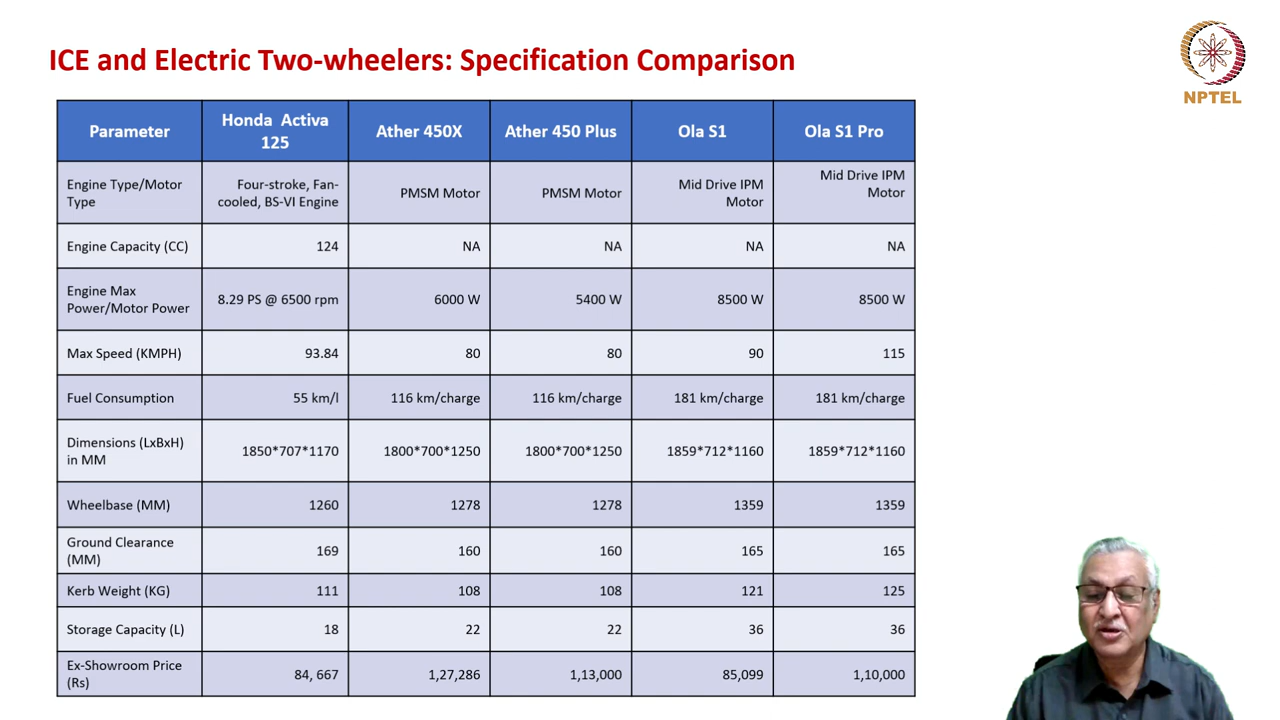 ICE and Electric Two-wheelers: Specification Comparison
NPTEL
Parameter
Honda Activa
125
Ather 450X
Ather 450 Plus
Ola S1
Ola S1 Pro
Engine Type/Motor
Type
Four-stroke, Fan-
cooled, BS-VI Engine
PMSM Motor
PMSM Motor
Mid Drive IPM
Motor
Mid Drive IPM
Motor
Engine Capacity (CC)
124
NA
NA
NA
NA
Engine Max
Power/Motor Power
8.29 PS @ 6500 rpm
6000 W
5400 W
8500 W
8500 W
Max Speed (KMPH)
93.84
80
80
90
115
Fuel Consumption
55 km/l
116 km/charge
116 km/charge
181 km/charge
181 km/charge
Dimensions (LxBxH)
in MM
1850*707*1170
1800*700*1250
1800*700*1250
1859*712*1160
1859*712*1160
Wheelbase (MM)
1260
1278
1278
1359
1359
Ground Clearance
(MM)
169
160
160
165
165
Kerb Weight (KG)
111
108
108
121
125
Storage Capacity (L)
18
22
22
36
36
Ex-Showroom Price
(Rs)
84, 667
1,27,286
1,13,000
85,099
1,10,000